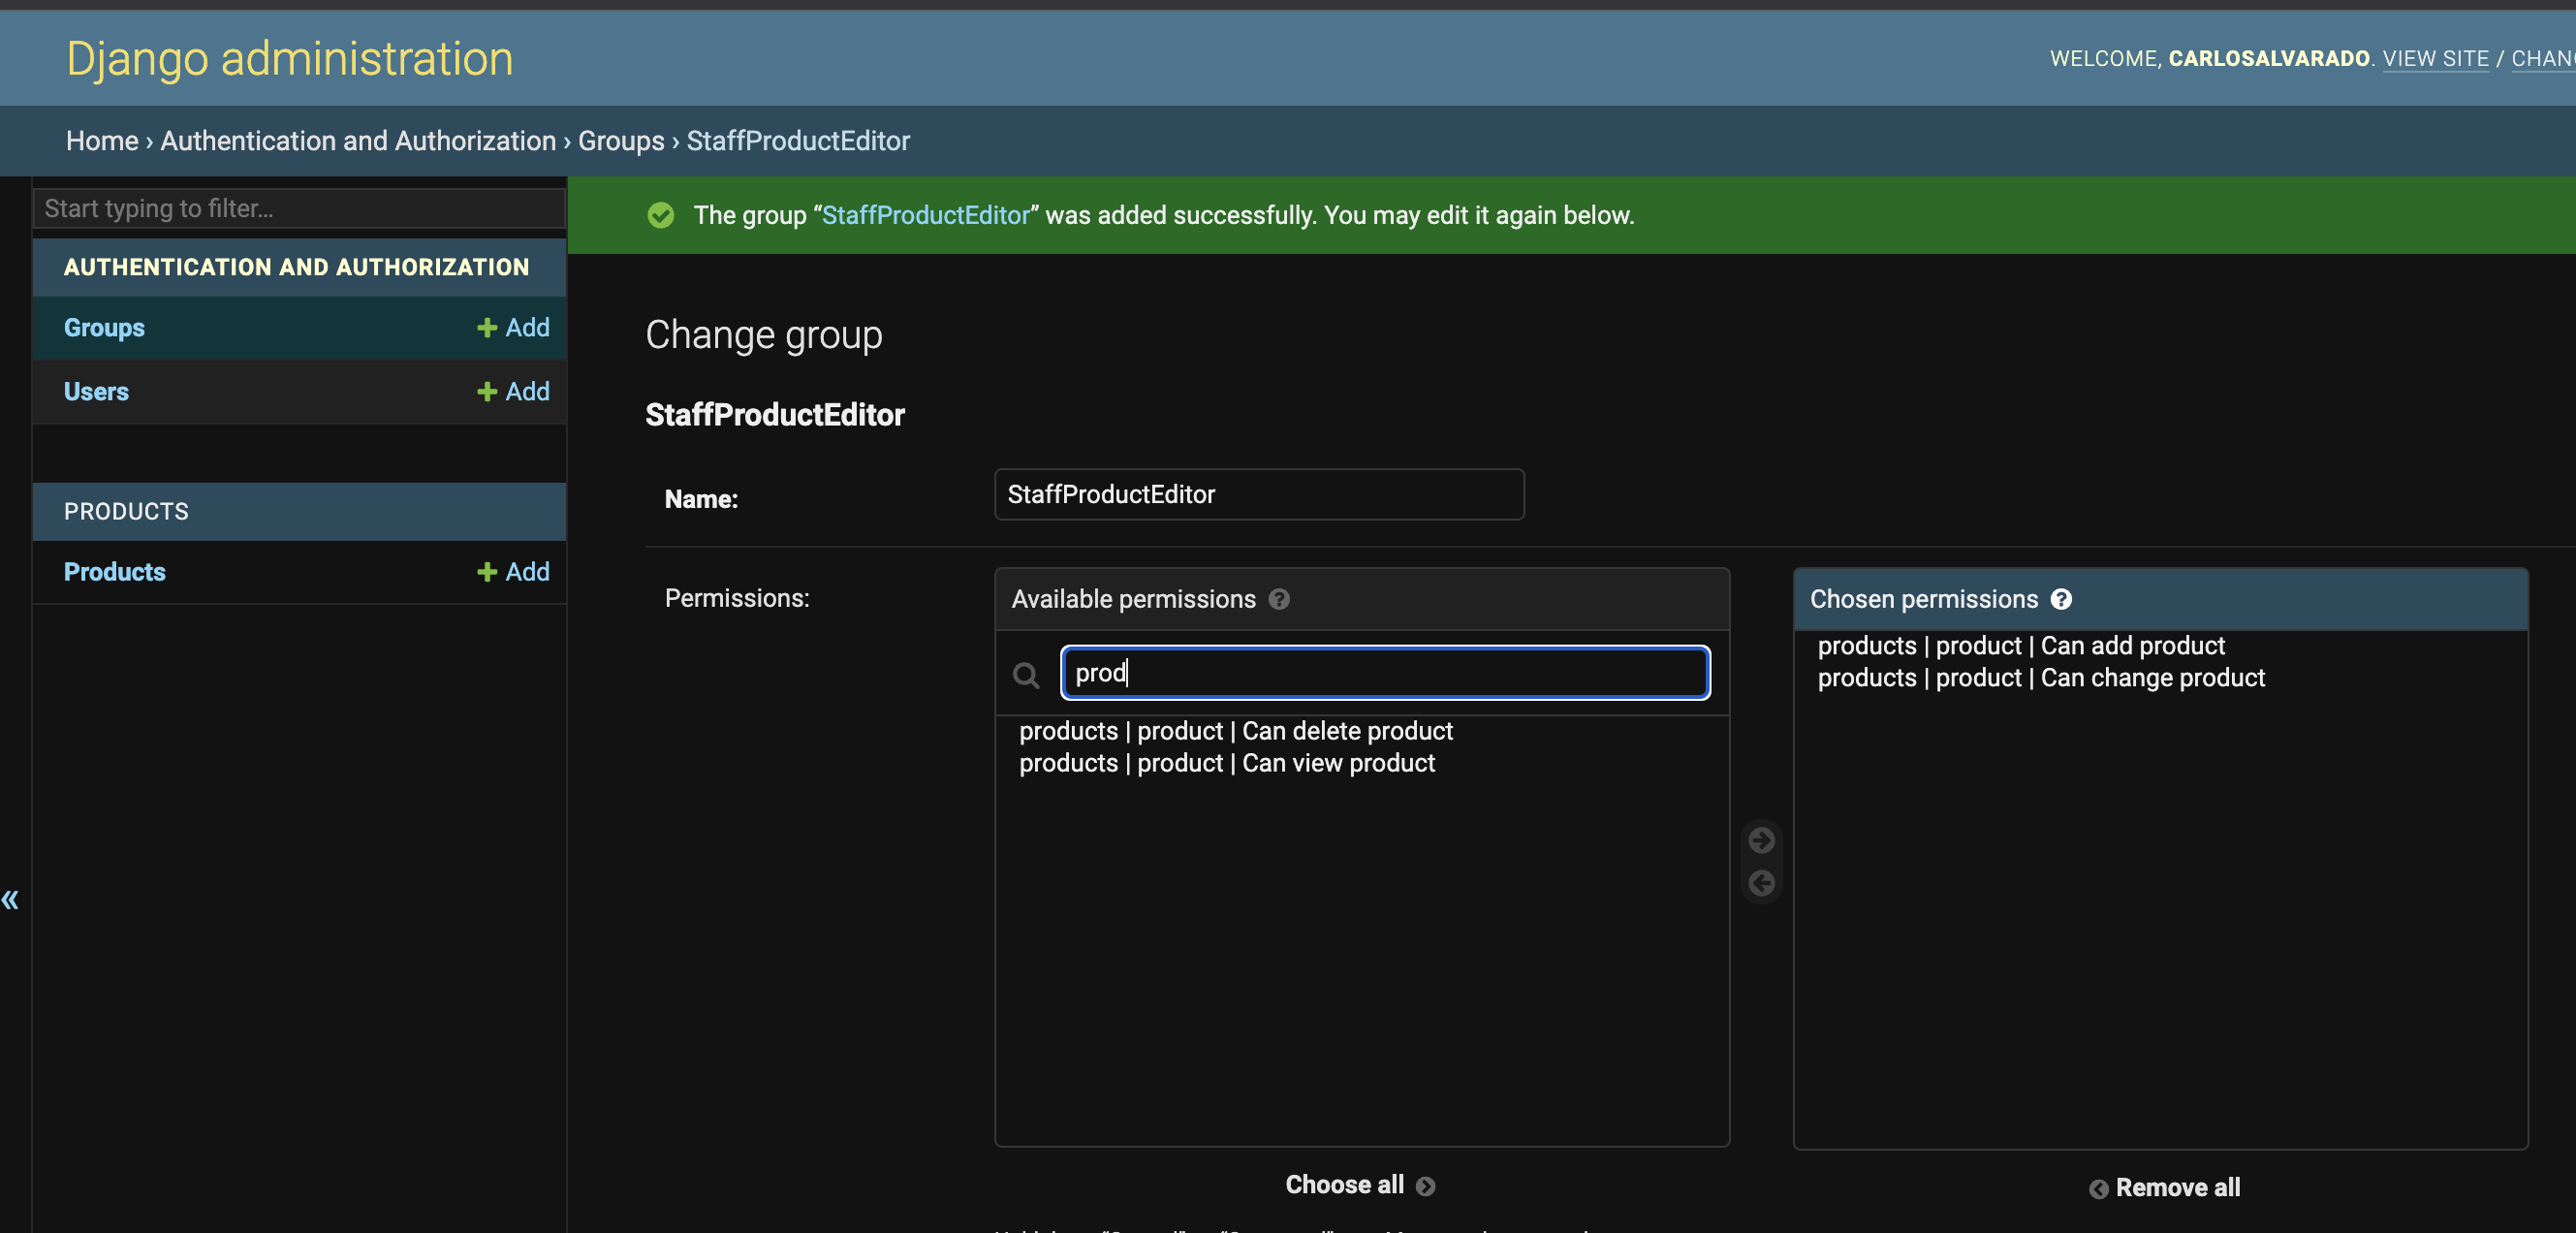 Django administration
WELCOME, CARLOSALVARADO. VIEW SITE / CHAN
Home › Authentication and Authorization › Groups › StaffProductEditor
Start typing to filter...
AUTHENTICATION AND AUTHORIZATION
Groups + Add
Users + Add
PRODUCTS
Products + Add
«
The group “StaffProductEditor” was added successfully. You may edit it again below.
Change group
StaffProductEditor
Name: StaffProductEditor
Permissions:
Available permissions ?
prod
products | product | Can delete product
products | product | Can view product
Choose all
Chosen permissions ?
products | product | Can add product
products | product | Can change product
Remove all